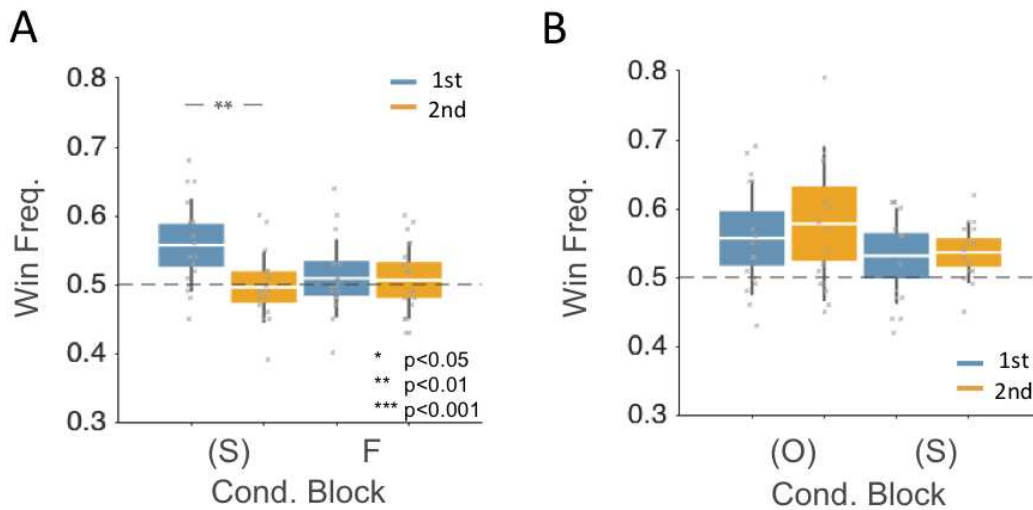 A
0.8
0.7
0.6
0.5
0.4
0.3
Win Freq.
1st
2nd
**
* p<0.05
** p<0.01
*** p<0.001
(S) F
Cond. Block
B
0.8
0.7
0.6
0.5
0.4
0.3
Win Freq.
1st
2nd
(O) (S)
Cond. Block